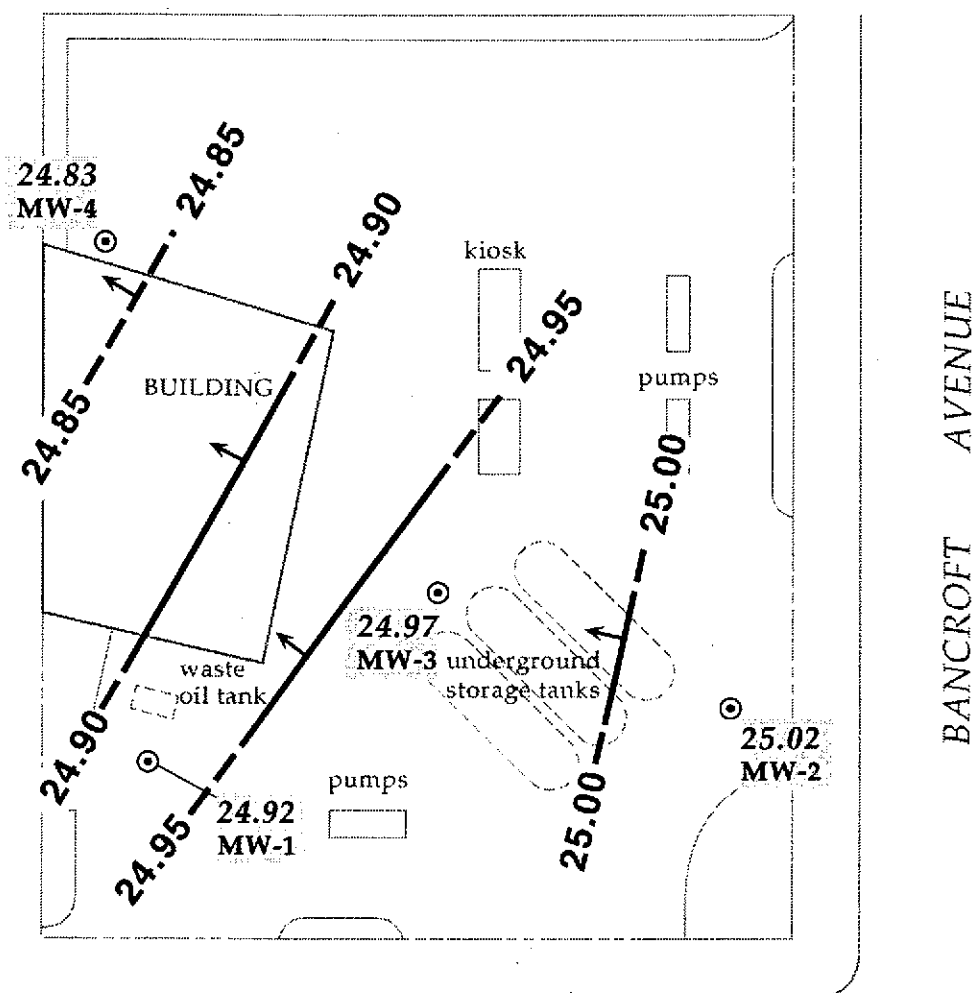 24.85
24.83
MW-4
24.90
kiosk
24.95
pumps
BUILDING
24.85
25.00
24.97
MW-3
underground
storage tanks
waste
oil tank
24.90
25.02
MW-2
pumps
24.92
MW-1
24.95
25.00
BANCROFT AVENUE